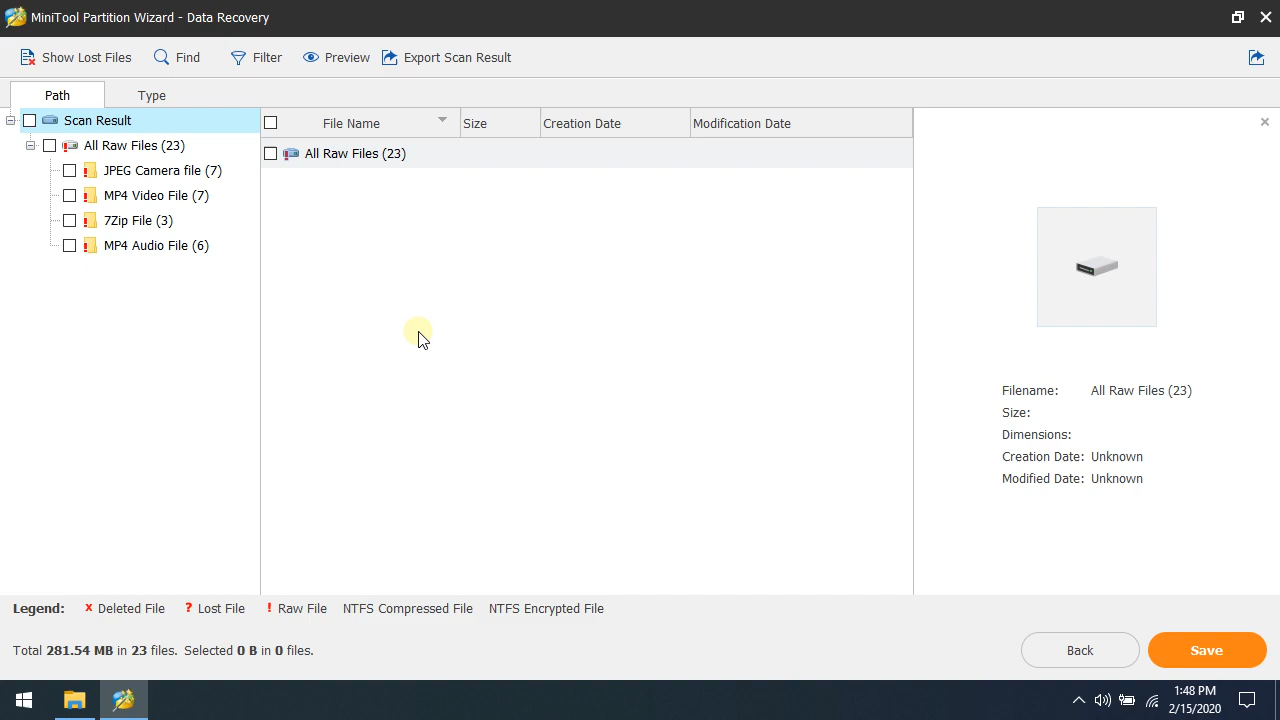 MiniTool Partition Wizard - Data Recovery
Show Lost Files Find Filter Preview Export Scan Result
Path Type
Scan Result
All Raw Files (23)
JPEG Camera file (7)
MP4 Video File (7)
7Zip File (3)
MP4 Audio File (6)
File Name Size Creation Date Modification Date
All Raw Files (23)
Filename: All Raw Files (23)
Size:
Dimensions:
Creation Date: Unknown
Modified Date: Unknown
Legend: x Deleted File ? Lost File ! Raw File NTFS Compressed File NTFS Encrypted File
Total 281.54 MB in 23 files. Selected 0 B in 0 files.
Back Save
1:48 PM
2/15/2020